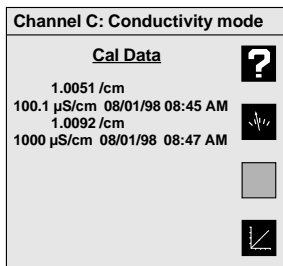 Channel C: Conductivity mode
Cal Data
1.0051 /cm
100.1 µS/cm 08/01/98 08:45 AM
1.0092 /cm
1000 µS/cm 08/01/98 08:47 AM
?